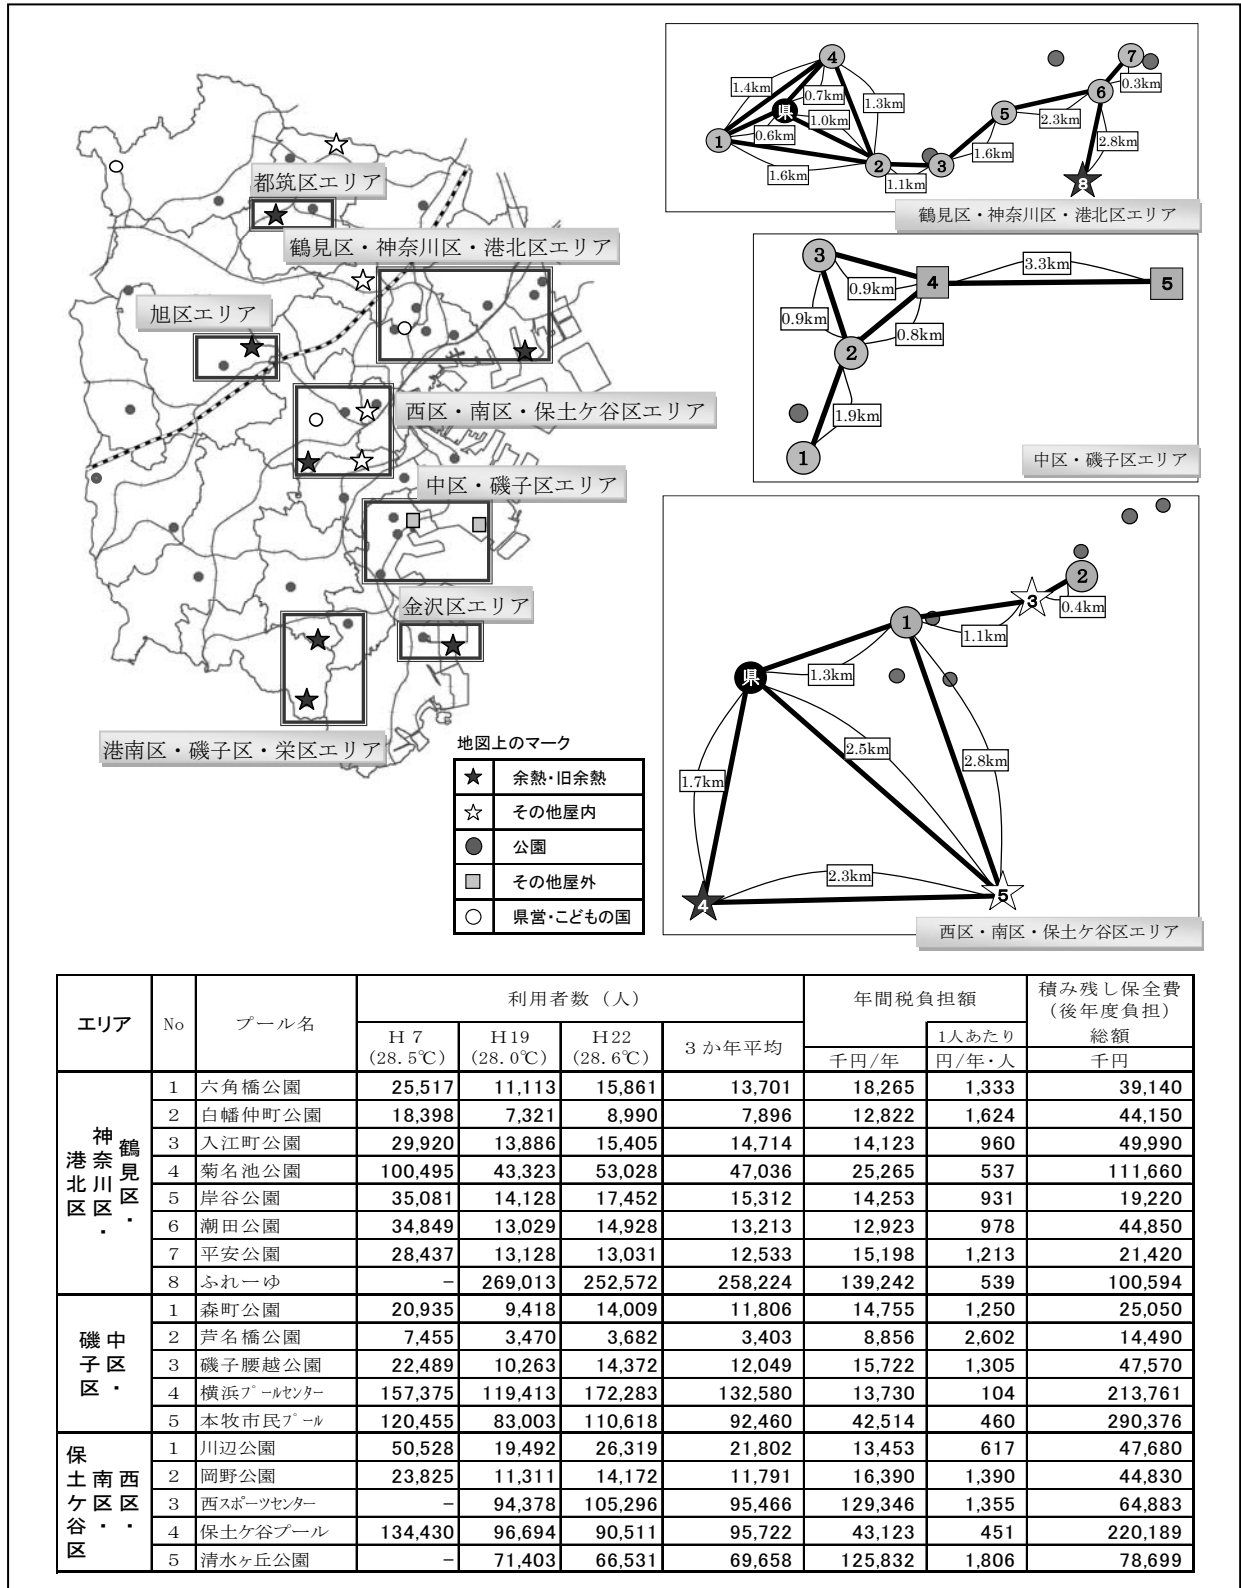 都筑区エリア
鶴見区・神奈川区・港北区エリア
旭区エリア
西区・南区・保土ケ谷区エリア
中区・磯子区エリア
金沢区エリア
港南区・磯子区・栄区エリア
地図上のマーク
★ 余熱・旧余熱
☆ その他屋内
● 公園
■ その他屋外
○ 県営・こどもの国
4
7
1.4km
0.7km
1.3km
0.3km
県
1.0km
6
5
2.3km
1
0.6km
2.8km
1.6km
2
3
1.6km
1.1km
8
鶴見区・神奈川区・港北区エリア
3
3.3km
4
5
0.9km
0.9km
0.8km
2
1.9km
1
中区・磯子区エリア
2
3
0.4km
1
1.1km
1.3km
県
2.5km
2.8km
1.7km
2.3km
4
5
西区・南区・保土ケ谷区エリア
エリア No プール名 利用者数（人） 年間税負担額 積み残し保全費（後年度負担）
H7 (28.5℃) H19 (28.0℃) H22 (28.6℃) 3か年平均 1人あたり 総額
千円/年 円/年・人 千円
鶴見区・神奈川区・港北区
1 六角橋公園 25,517 11,113 15,861 13,701 18,265 1,333 39,140
2 白幡仲町公園 18,398 7,321 8,990 7,896 12,822 1,624 44,150
3 入江町公園 29,920 13,886 15,405 14,714 14,123 960 49,990
4 菊名池公園 100,495 43,323 53,028 47,036 25,265 537 111,660
5 岸谷公園 35,081 14,128 17,452 15,312 14,253 931 19,220
6 潮田公園 34,849 13,029 14,928 13,213 12,923 978 44,850
7 平安公園 28,437 13,128 13,031 12,533 15,198 1,213 21,420
8 ふれーゆ － 269,013 252,572 258,224 139,242 539 100,594
中区・磯子区
1 森町公園 20,935 9,418 14,009 11,806 14,755 1,250 25,050
2 芦名橋公園 7,455 3,470 3,682 3,403 8,856 2,602 14,490
3 磯子腰越公園 22,489 10,263 14,372 12,049 15,722 1,305 47,570
4 横浜プールセンター 157,375 119,413 172,283 132,580 13,730 104 213,761
5 本牧市民プール 120,455 83,003 110,618 92,460 42,514 460 290,376
西区・南区・保土ケ谷区
1 川辺公園 50,528 19,492 26,319 21,802 13,453 617 47,680
2 岡野公園 23,825 11,311 14,172 11,791 16,390 1,390 44,830
3 西スポーツセンター － 94,378 105,296 95,466 129,346 1,355 64,883
4 保土ケ谷プール 134,430 96,694 90,511 95,722 43,123 451 220,189
5 清水ヶ丘公園 － 71,403 66,531 69,658 125,832 1,806 78,699